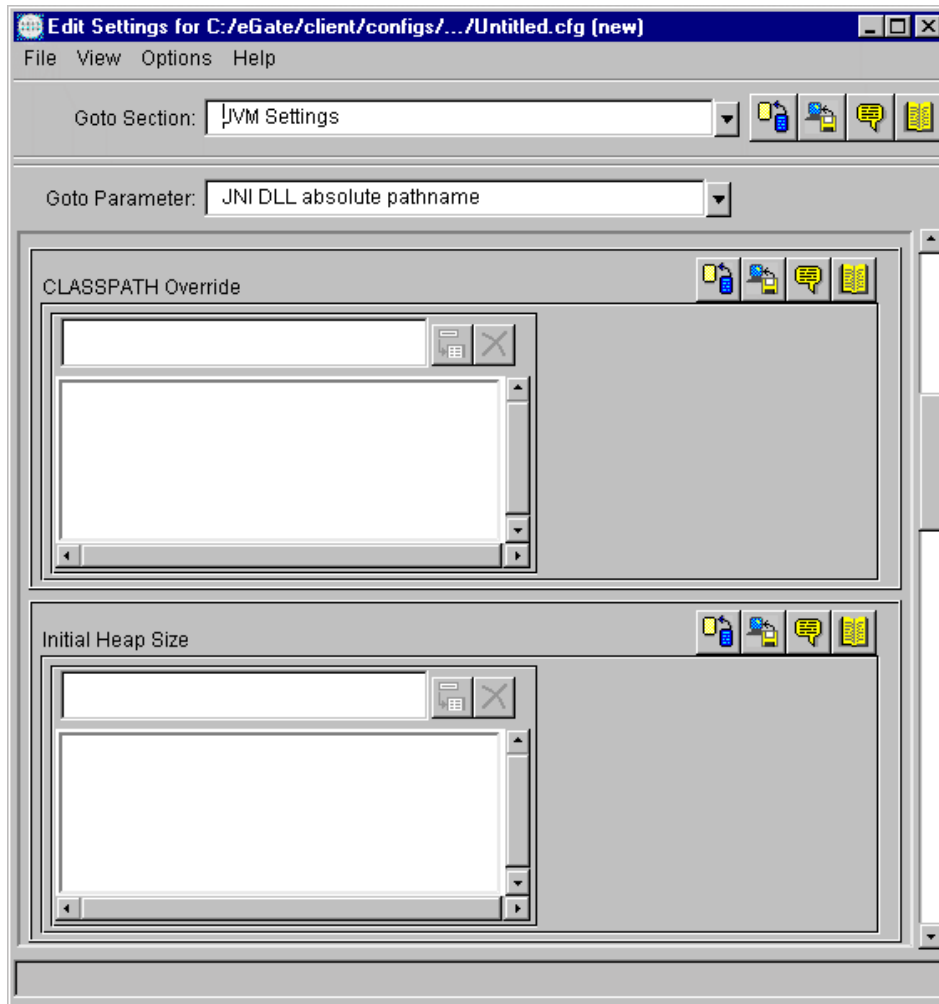 Edit Settings for C:/eGate/client/configs/.../Untitled.cfg (new)
File View Options Help
Goto Section: JVM Settings
Goto Parameter: JNI DLL absolute pathname
CLASSPATH Override
Initial Heap Size